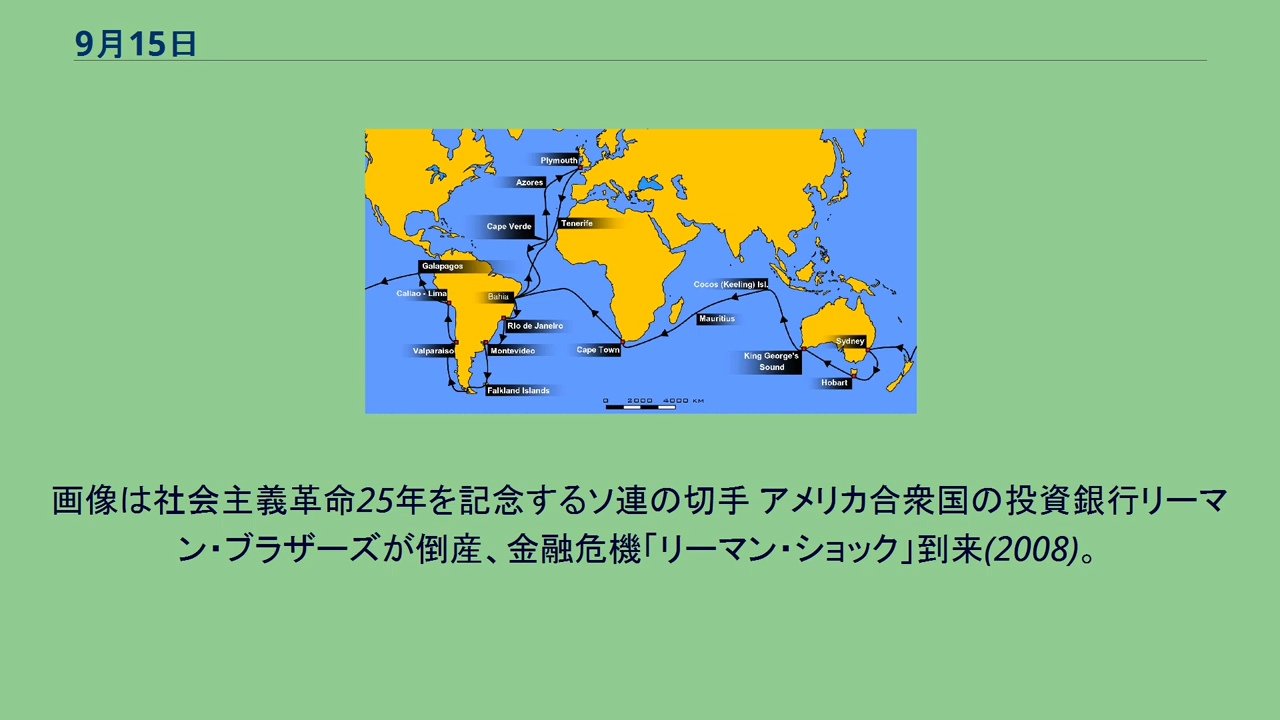 9月15日
Plymouth
Azores
Cape Verde
Tenerife
Galapagos
Callao - Lima
Bahia
Rio de Janeiro
Valparaiso
Montevideo
Falkland Islands
Cape Town
Mauritius
Cocos (Keeling) Isl.
King George's
Sound
Sydney
Hobart
0 2000 4000 KM
画像は社会主義革命25年を記念するソ連の切手 アメリカ合衆国の投資銀行リーマ
ン・ブラザーズが倒産、金融危機「リーマン・ショック」到来(2008)。